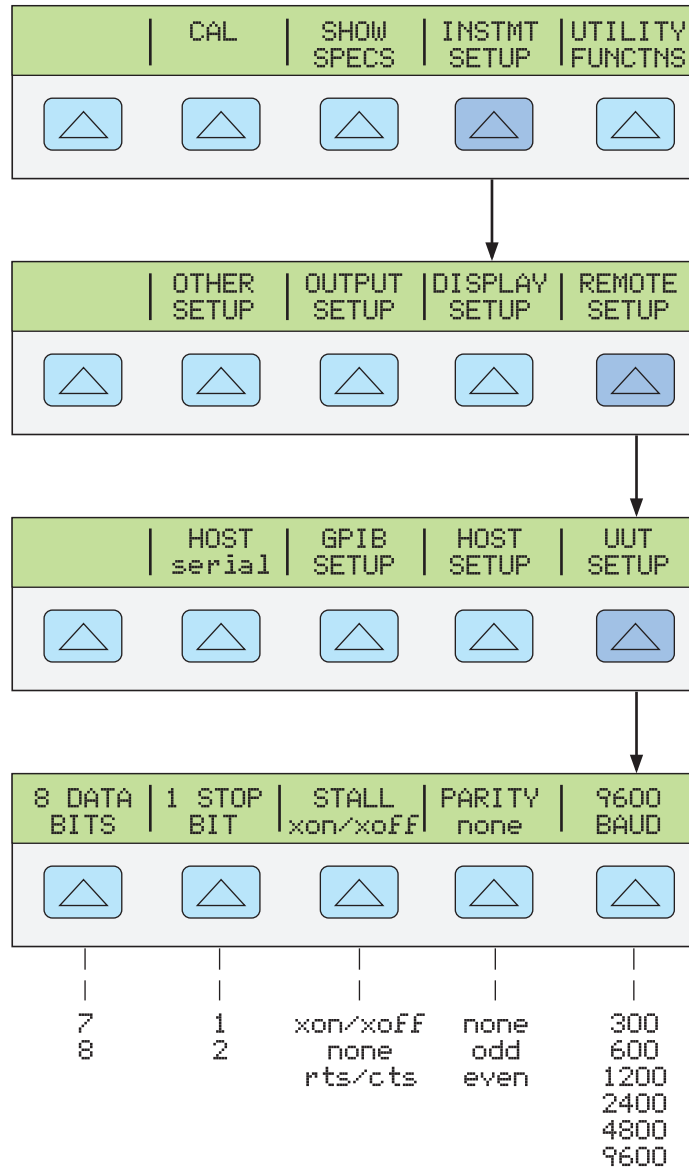 CAL | SHOW | INSTMT | UTILITY
SPECS | SETUP | FUNCTNS
OTHER | OUTPUT | DISPLAY | REMOTE
SETUP | SETUP | SETUP | SETUP
HOST | GPIB | HOST | UUT
serial | SETUP | SETUP | SETUP
8 DATA | 1 STOP | STALL | PARITY | 9600
BITS | BIT | xon/xoff | none | BAUD
7 1 xon/xoff none 300
8 2 none odd 600
rts/cts even 1200
2400
4800
9600